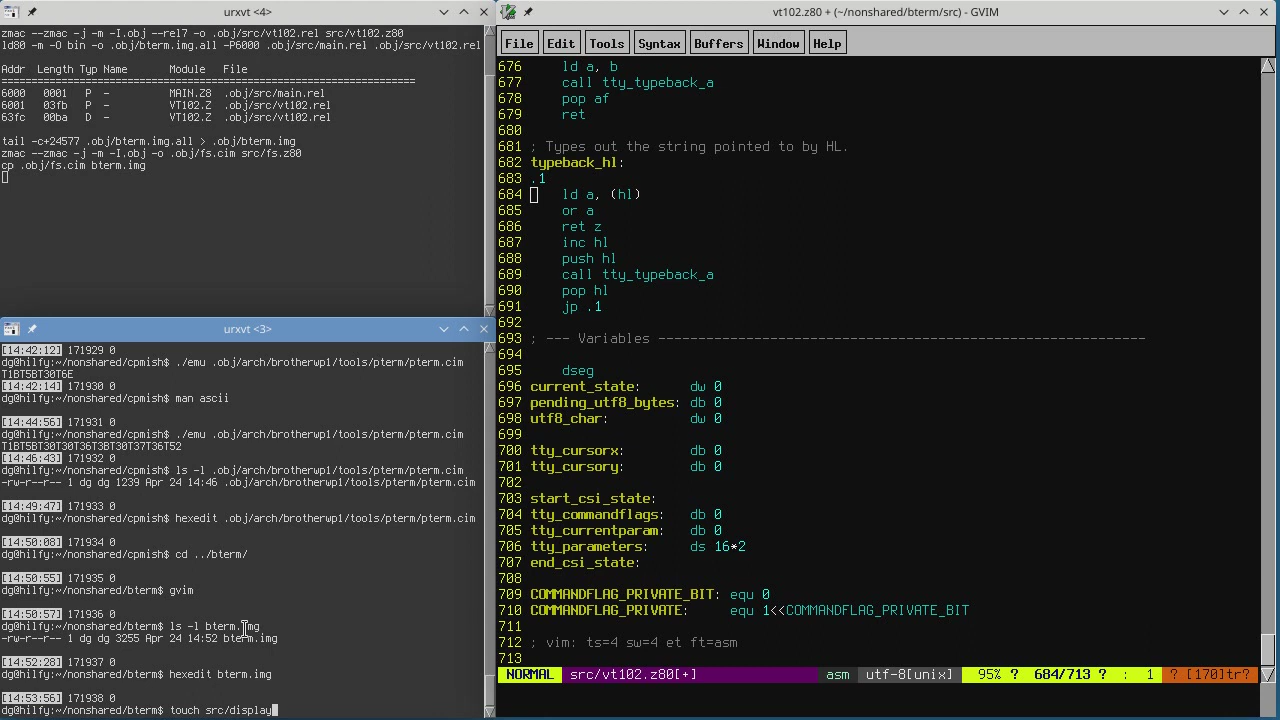 urxvt <4>
zmac --zmac -j -m -I.obj --rel7 -o .obj/src/vt102.rel src/vt102.z80
ld80 -m -O bin -o .obj/bterm.img.all -P6000 .obj/src/main.rel .obj/src/vt102.rel
Addr Length Typ Name Module File
================================================================
6000 0001 P - MAIN.Z8 .obj/src/main.rel
6001 03fb P - VT102.Z .obj/src/vt102.rel
63fc 00ba D - VT102.Z .obj/src/vt102.rel
tail -c+24577 .obj/bterm.img.all > .obj/bterm.img
zmac --zmac -j -m -I.obj -o .obj/fs.cim src/fs.z80
cp .obj/fs.cim bterm.img
urxvt <3>
[14:42:12] 171929 0
dg@hilfy:~/nonshared/cpmish$ ./emu .obj/arch/brotherwp1/tools/pterm/pterm.cim
T1BT5BT30T6E
[14:42:14] 171930 0
dg@hilfy:~/nonshared/cpmish$ man ascii
[14:44:56] 171931 0
dg@hilfy:~/nonshared/cpmish$ ./emu .obj/arch/brotherwp1/tools/pterm/pterm.cim
T1BT5BT30T30T36T3BT30T37T36T52
[14:46:43] 171932 0
dg@hilfy:~/nonshared/cpmish$ ls -l .obj/arch/brotherwp1/tools/pterm/pterm.cim
-rw-r--r-- 1 dg dg 1239 Apr 24 14:46 .obj/arch/brotherwp1/tools/pterm/pterm.cim
[14:49:47] 171933 0
dg@hilfy:~/nonshared/cpmish$ hexedit .obj/arch/brotherwp1/tools/pterm/pterm.cim
[14:50:08] 171934 0
dg@hilfy:~/nonshared/cpmish$ cd ../bterm/
[14:50:55] 171935 0
dg@hilfy:~/nonshared/bterm$ gvim
[14:50:57] 171936 0
dg@hilfy:~/nonshared/bterm$ ls -l bterm.img
-rw-r--r-- 1 dg dg 3255 Apr 24 14:52 bterm.img
[14:52:28] 171937 0
dg@hilfy:~/nonshared/bterm$ hexedit bterm.img
[14:53:56] 171938 0
dg@hilfy:~/nonshared/bterm$ touch src/display
vt102.z80 + (~/nonshared/bterm/src) - GVIM
File Edit Tools Syntax Buffers Window Help
676 ld a, b
677 call tty_typeback_a
678 pop af
679 ret
680
681 ; Types out the string pointed to by HL.
682 typeback_hl:
683 .1
684 ld a, (hl)
685 or a
686 ret z
687 inc hl
688 push hl
689 call tty_typeback_a
690 pop hl
691 jp .1
692
693 ; --- Variables -------------------------------------------------------------
694
695 dseg
696 current_state: dw 0
697 pending_utf8_bytes: db 0
698 utf8_char: dw 0
699
700 tty_cursorx: db 0
701 tty_cursory: db 0
702
703 start_csi_state:
704 tty_commandflags: db 0
705 tty_currentparam: db 0
706 tty_parameters: ds 16*2
707 end_csi_state:
708
709 COMMANDFLAG_PRIVATE_BIT: equ 0
710 COMMANDFLAG_PRIVATE: equ 1<<COMMANDFLAG_PRIVATE_BIT
711
712 ; vim: ts=4 sw=4 et ft=asm
713
NORMAL src/vt102.z80[+] asm utf-8[unix] 95% ? 684/713 ? : 1 ? [170]tr?